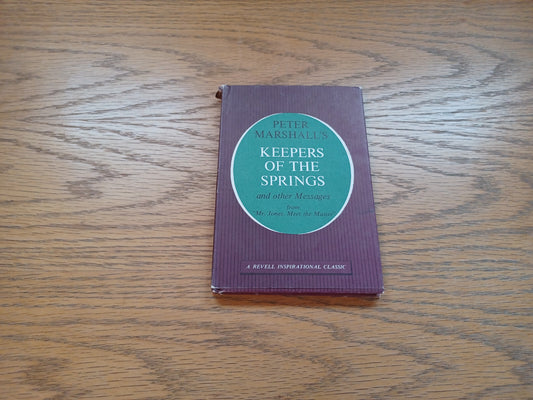 PETER
MARSHALL'S
KEEPERS
OF THE
SPRINGS
and other Messages
from
"Mr. Jones, Meet the Master"
A REVELL INSPIRATIONAL CLASSIC